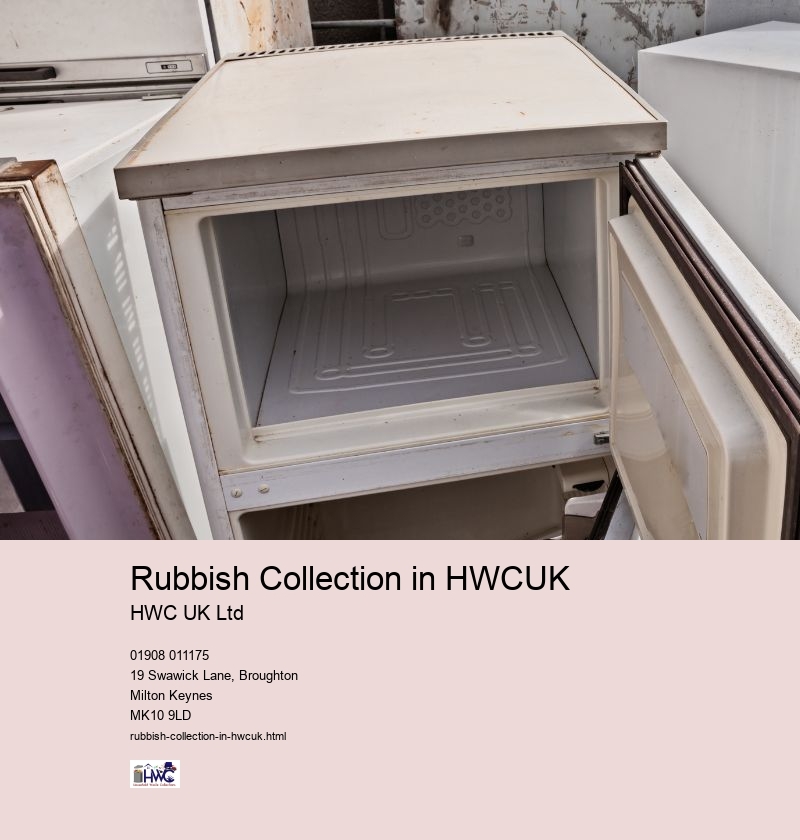 Rubbish Collection in HWCUK
HWC UK Ltd
01908 011175
19 Swawick Lane, Broughton
Milton Keynes
MK10 9LD
rubbish-collection-in-hwcuk.html
HWC